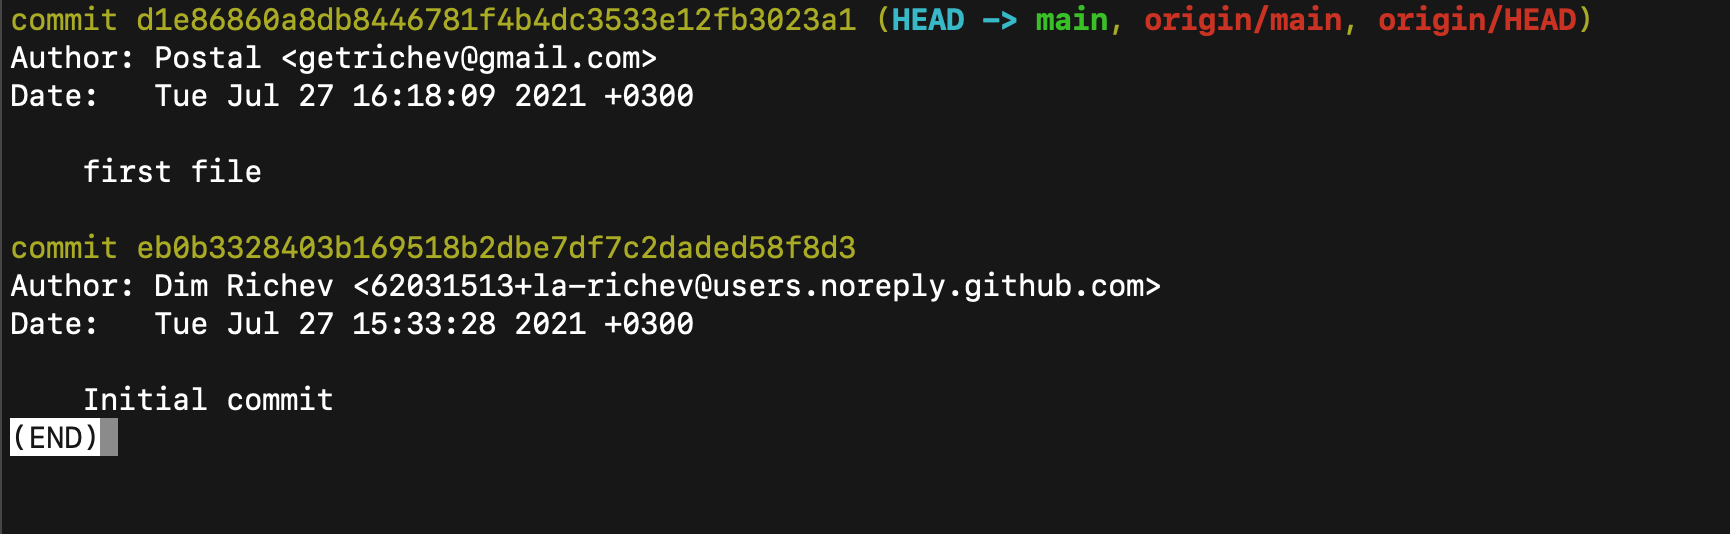 commit d1e86860a8db8446781f4b4dc3533e12fb3023a1 (HEAD -> main, origin/main, origin/HEAD)
Author: Postal <getrichev@gmail.com>
Date:   Tue Jul 27 16:18:09 2021 +0300
first file
commit eb0b3328403b169518b2dbe7df7c2daded58f8d3
Author: Dim Richev <62031513+la-richev@users.noreply.github.com>
Date:   Tue Jul 27 15:33:28 2021 +0300
Initial commit
(END)